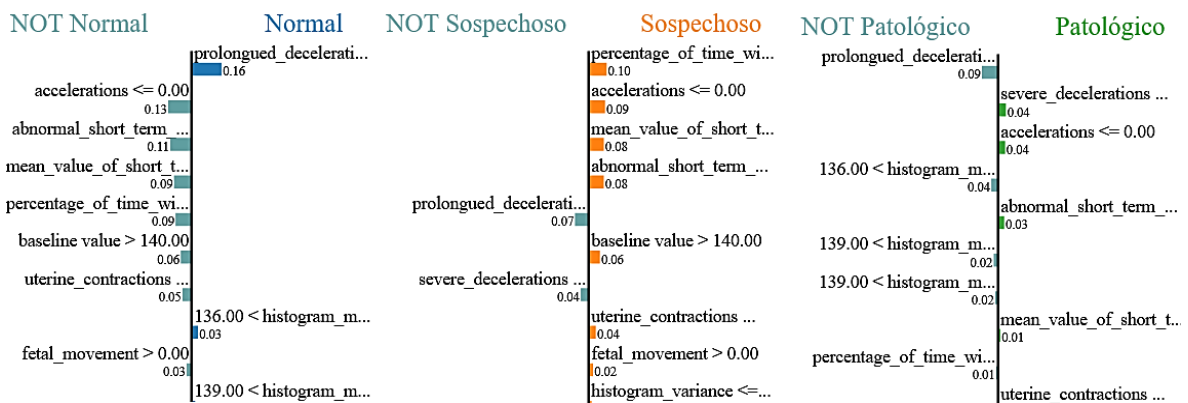 NOT Normal Normal
prolongued_decelerati...
0.16
accelerations <= 0.00
0.13
abnormal_short_term_...
0.11
mean_value_of_short_t...
0.09
percentage_of_time_wi...
0.09
baseline value > 140.00
0.06
uterine_contractions ...
0.05
136.00 < histogram_m...
0.03
fetal_movement > 0.00
0.03
139.00 < histogram_m...
NOT Sospechoso Sospechoso
percentage_of_time_wi...
0.10
accelerations <= 0.00
0.09
mean_value_of_short_t...
0.08
abnormal_short_term_...
0.08
prolongued_decelerati...
0.07
baseline value > 140.00
0.06
severe_decelerations ...
0.04
uterine_contractions ...
0.04
fetal_movement > 0.00
0.02
histogram_variance <=...
NOT Patológico Patológico
prolongued_decelerati...
0.09
severe_decelerations ...
0.04
accelerations <= 0.00
0.04
136.00 < histogram_m...
0.04
abnormal_short_term_...
0.03
139.00 < histogram_m...
0.02
139.00 < histogram_m...
0.02
mean_value_of_short_t...
0.01
percentage_of_time_wi...
0.01
uterine_contractions ...